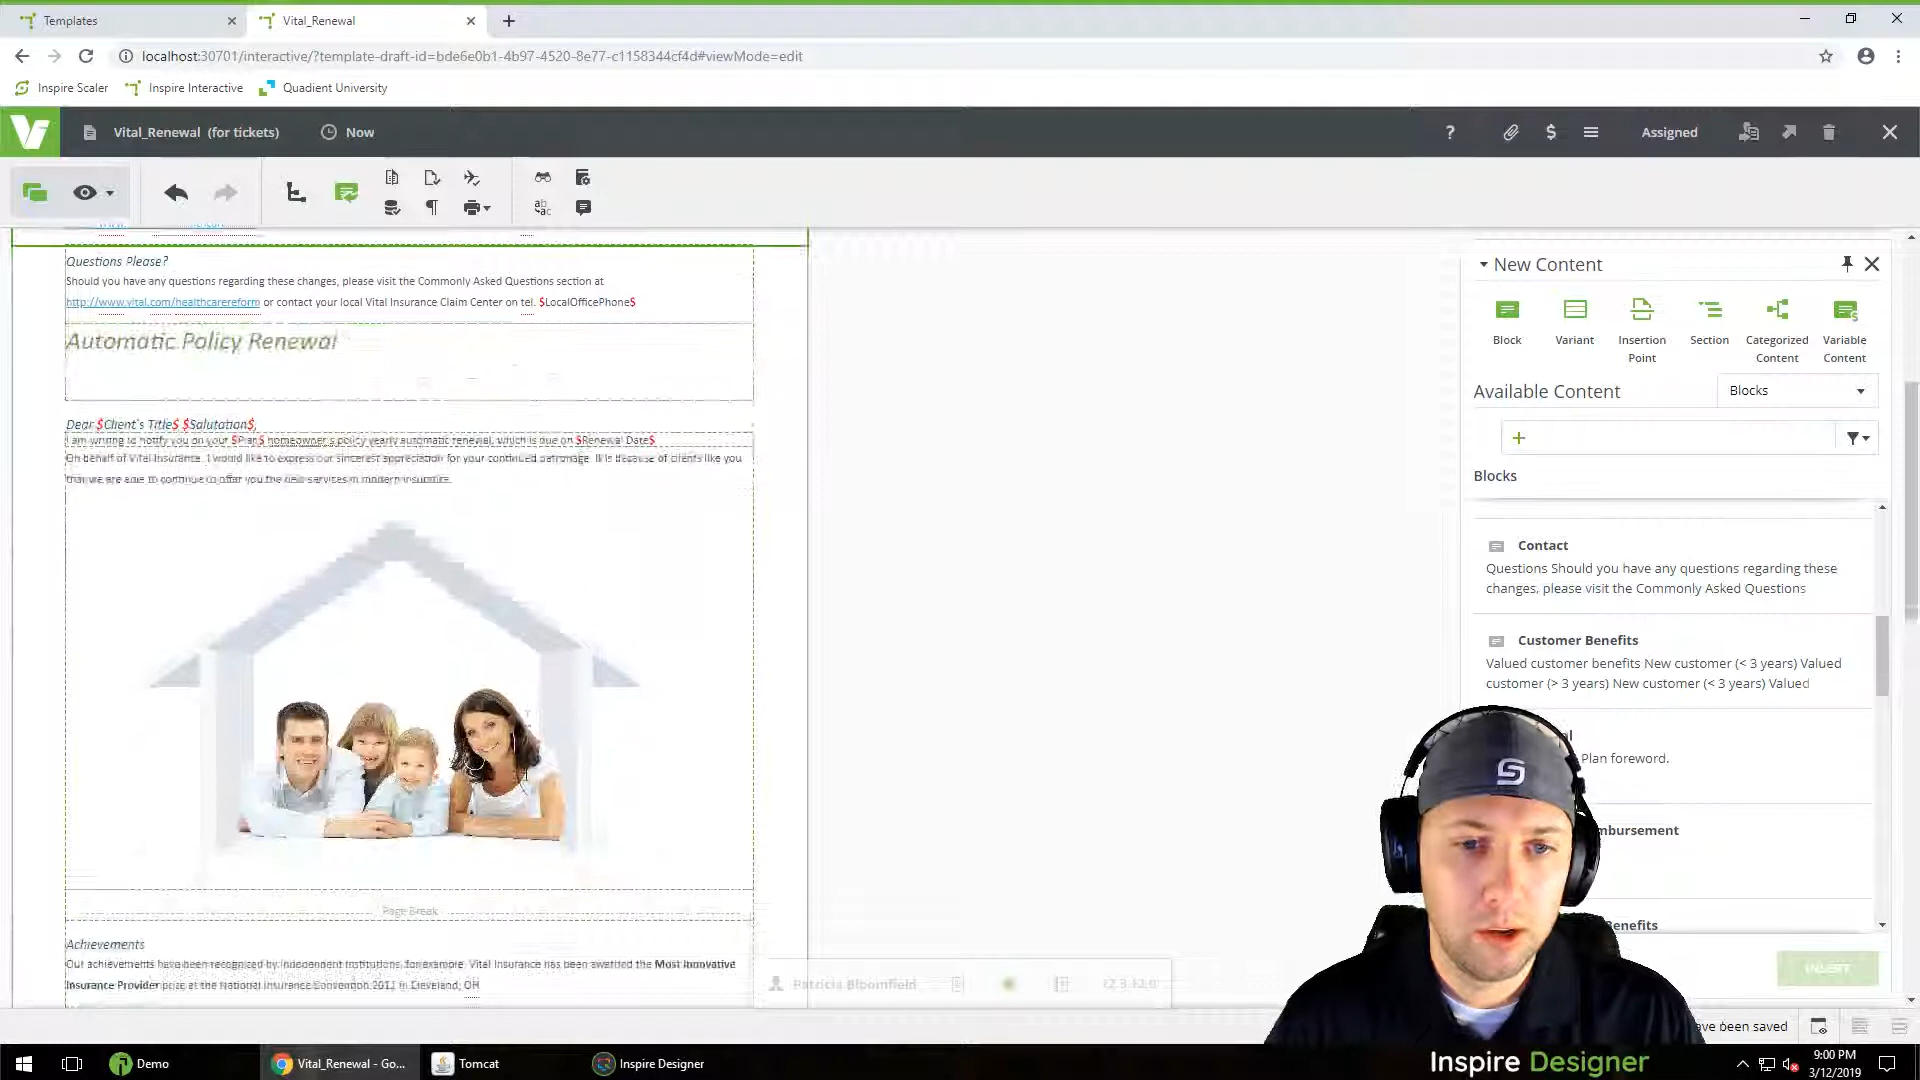 Templates
Vital_Renewal
localhost:30701/interactive/?template-draft-id=bde6e0b1-4b97-4520-8e77-c1158344cf4d#viewMode=edit
Inspire Scaler
Inspire Interactive
Quadient University
Vital_Renewal (for tickets)
Now
?
Assigned
Questions Please?
Should you have any questions regarding these changes, please visit the Commonly Asked Questions section at
http://www.vital.com/healthcarereform or contact your local Vital Insurance Claim Center on tel. $LocalOfficePhone$
Automatic Policy Renewal
Dear $Client's Title$ $Salutation$,
I am writing to notify you on your $Plan$ homeowner's policy yearly automatic renewal, which is due on $Renewal Date$
On behalf of Vital Insurance, I would like to express our sincerest appreciation for your continued patronage. It is because of clients like you
that we are able to continue to offer you the best services in modern insurance.
Page Break
Achievements
Our achievements have been recognized by independent institutions, for example, Vital Insurance has been awarded the Most Innovative
Insurance Provider prize at the National Insurance Convention 2011 in Cleveland, OH
Patricia Bloomfield
12.3.12.0
New Content
Block
Variant
Insertion Point
Section
Categorized Content
Variable Content
Available Content
Blocks
Blocks
Contact
Questions Should you have any questions regarding these
changes, please visit the Commonly Asked Questions
Customer Benefits
Valued customer benefits New customer (< 3 years) Valued
customer (> 3 years) New customer (< 3 years) Valued
Plan foreword.
mbursement
Benefits
INSERT
ave been saved
Demo
Vital_Renewal - Go...
Tomcat
Inspire Designer
Inspire Designer
9:00 PM
3/12/2019